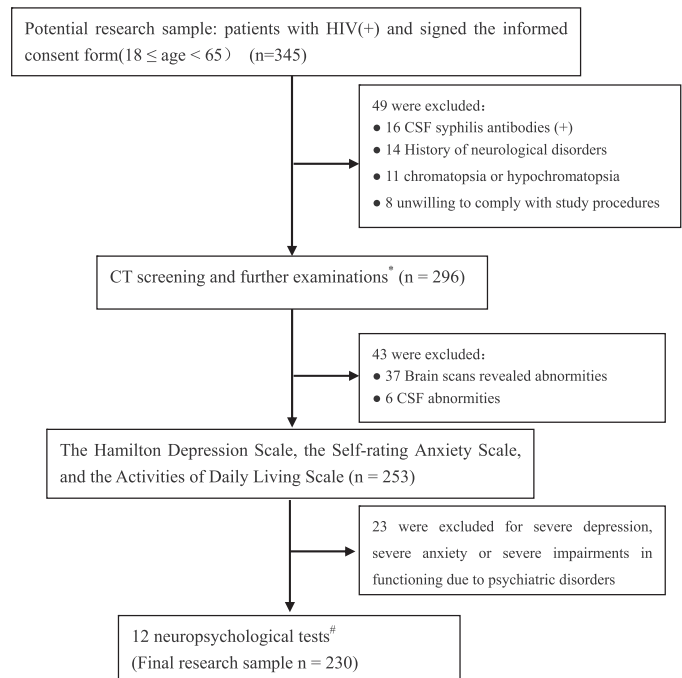 Potential research sample: patients with HIV(+) and signed the informed
consent form(18 ≤ age < 65） (n=345)
49 were excluded：
● 16 CSF syphilis antibodies (+)
● 14 History of neurological disorders
● 11 chromatopsia or hypochromatopsia
● 8 unwilling to comply with study procedures
CT screening and further examinations* (n = 296)
43 were excluded：
● 37 Brain scans revealed abnormities
● 6 CSF abnormities
The Hamilton Depression Scale, the Self-rating Anxiety Scale,
and the Activities of Daily Living Scale (n = 253)
23 were excluded for severe depression,
severe anxiety or severe impairments in
functioning due to psychiatric disorders
12 neuropsychological tests#
(Final research sample n = 230)